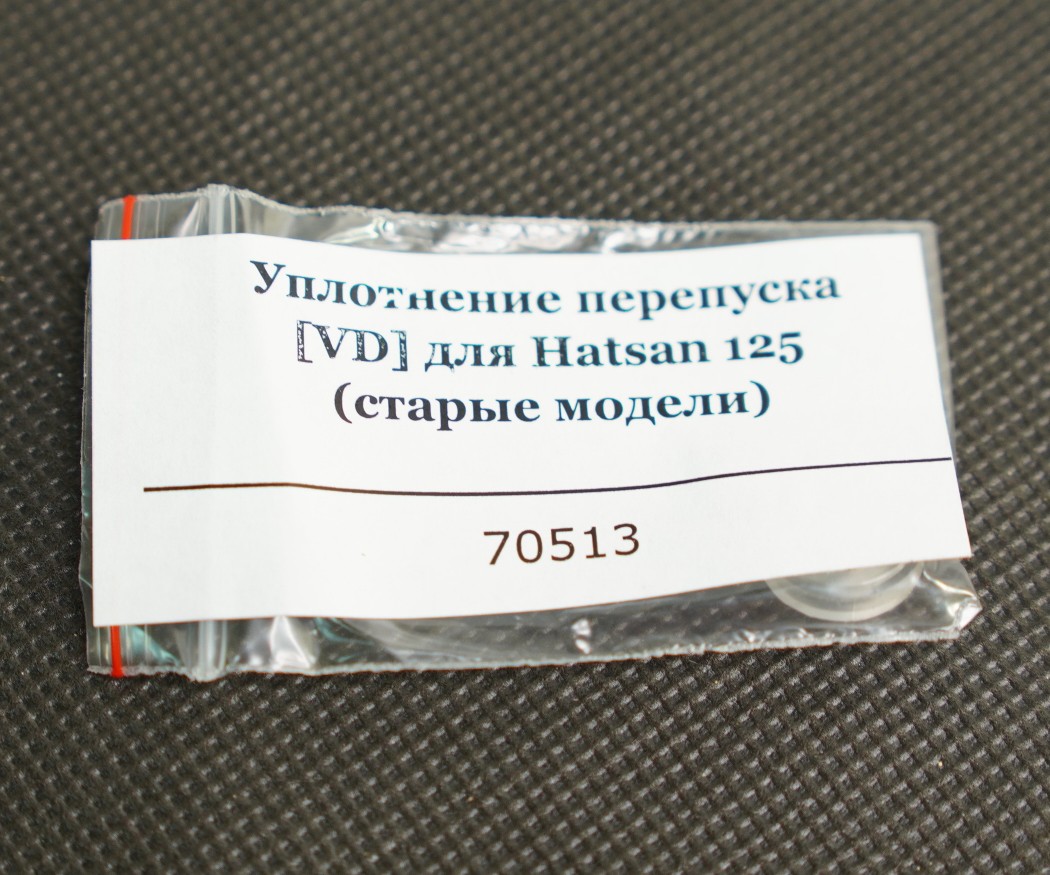 Уплотнение перепуска
[VD] для Hatsan 125
(старые модели)
70513